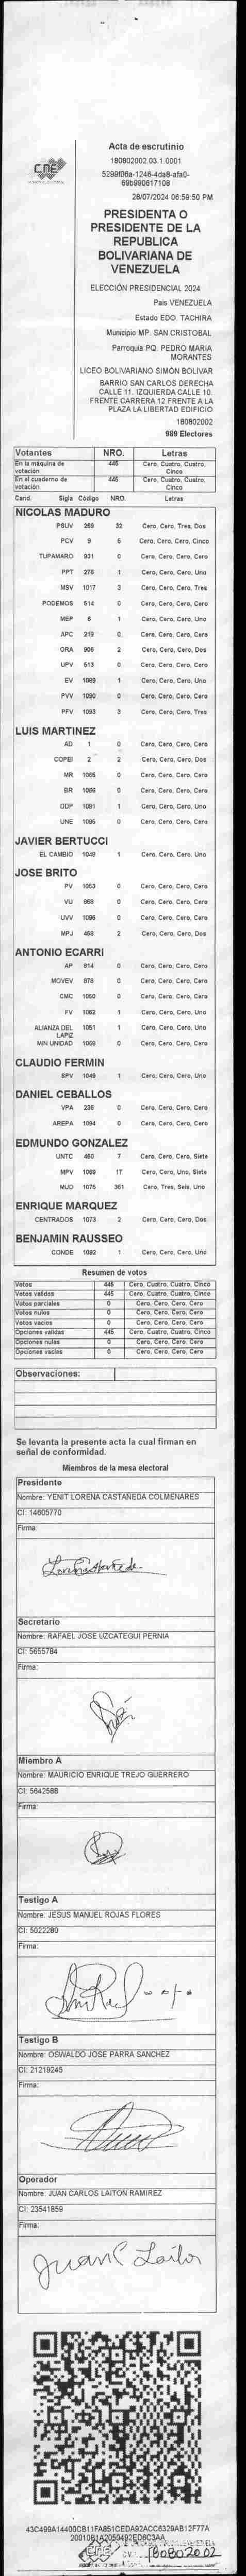 CNE
Acta de escrutinio
180802002.03.1.0001
5289f06a-1246-4da8-afa0-
69b990617108
28/07/2024 06:59:50 PM
PRESIDENTA O
PRESIDENTE DE LA
REPUBLICA
BOLIVARIANA DE
VENEZUELA
ELECCIÓN PRESIDENCIAL 2024
Pais VENEZUELA
Estado EDO. TACHIRA
Municipio MP. SAN CRISTOBAL
Parroquia PQ. PEDRO MARIA
MORANTES
LICEO BOLIVARIANO SIMÓN BOLIVAR
BARRIO SAN CARLOS DERECHA
CALLE 11. IZQUIERDA CALLE 10.
FRENTE CARRERA 12 FRENTE A LA
PLAZA LA LIBERTAD EDIFICIO
180802002
989 Electores
Votantes NRO. Letras
En la máquina de votación 445 Cero, Cuatro, Cuatro, Cinco
En el cuaderno de votación 445 Cero, Cuatro, Cuatro, Cinco
Cand. Sigla Código NRO. Letras
NICOLAS MADURO
PSUV 269 32 Cero, Cero, Tres, Dos
PCV 9 5 Cero, Cero, Cero, Cinco
TUPAMARO 931 0 Cero, Cero, Cero, Cero
PPT 276 1 Cero, Cero, Cero, Uno
MSV 1017 3 Cero, Cero, Cero, Tres
PODEMOS 514 0 Cero, Cero, Cero, Cero
MEP 6 1 Cero, Cero, Cero, Uno
APC 219 0 Cero, Cero, Cero, Cero
ORA 906 2 Cero, Cero, Cero, Dos
UPV 513 0 Cero, Cero, Cero, Cero
EV 1089 1 Cero, Cero, Cero, Uno
PVV 1090 0 Cero, Cero, Cero, Cero
PFV 1093 3 Cero, Cero, Cero, Tres
LUIS MARTINEZ
AD 1 0 Cero, Cero, Cero, Cero
COPEI 2 2 Cero, Cero, Cero, Dos
MR 1065 0 Cero, Cero, Cero, Cero
BR 1066 0 Cero, Cero, Cero, Cero
DDP 1091 1 Cero, Cero, Cero, Uno
UNE 1095 0 Cero, Cero, Cero, Cero
JAVIER BERTUCCI
EL CAMBIO 1048 1 Cero, Cero, Cero, Uno
JOSE BRITO
PV 1053 0 Cero, Cero, Cero, Cero
VU 868 0 Cero, Cero, Cero, Cero
UVV 1096 0 Cero, Cero, Cero, Cero
MPJ 458 2 Cero, Cero, Cero, Dos
ANTONIO ECARRI
AP 814 0 Cero, Cero, Cero, Cero
MOVEV 878 0 Cero, Cero, Cero, Cero
CMC 1050 0 Cero, Cero, Cero, Cero
FV 1062 1 Cero, Cero, Cero, Uno
ALIANZA DEL LAPIZ 1051 1 Cero, Cero, Cero, Uno
MIN UNIDAD 1068 0 Cero, Cero, Cero, Cero
CLAUDIO FERMIN
SPV 1049 1 Cero, Cero, Cero, Uno
DANIEL CEBALLOS
VPA 236 0 Cero, Cero, Cero, Cero
AREPA 1094 0 Cero, Cero, Cero, Cero
EDMUNDO GONZALEZ
UNTC 460 7 Cero, Cero, Cero, Siete
MPV 1069 17 Cero, Cero, Uno, Siete
MUD 1075 361 Cero, Tres, Seis, Uno
ENRIQUE MARQUEZ
CENTRADOS 1073 2 Cero, Cero, Cero, Dos
BENJAMIN RAUSSEO
CONDE 1092 1 Cero, Cero, Cero, Uno
Resumen de votos
Votos 445 Cero, Cuatro, Cuatro, Cinco
Votos validos 445 Cero, Cuatro, Cuatro, Cinco
Votos parciales 0 Cero, Cero, Cero, Cero
Votos nulos 0 Cero, Cero, Cero, Cero
Votos vacios 0 Cero, Cero, Cero, Cero
Opciones validas 445 Cero, Cuatro, Cuatro, Cinco
Opciones nulas 0 Cero, Cero, Cero, Cero
Opciones vacias 0 Cero, Cero, Cero, Cero
Observaciones:
Se levanta la presente acta la cual firman en
señal de conformidad.
Miembros de la mesa electoral
Presidente
Nombre: YENIT LORENA CASTAÑEDA COLMENARES
CI: 14605770
Firma:
Secretario
Nombre: RAFAEL JOSE UZCATEGUI PERNIA
CI: 5655784
Firma:
Miembro A
Nombre: MAURICIO ENRIQUE TREJO GUERRERO
CI: 5642588
Firma:
Testigo A
Nombre: JESUS MANUEL ROJAS FLORES
CI: 5022280
Firma:
Testigo B
Nombre: OSWALDO JOSE PARRA SANCHEZ
CI: 21219245
Firma:
Operador
Nombre: JUAN CARLOS LAITON RAMIREZ
CI: 23541859
Firma:
Juan C Laiton
43C499A14400CB11FA851CEDA92ACC6329AB12F77A
20010B1A2050492ED6C3AA
CNE
180802002